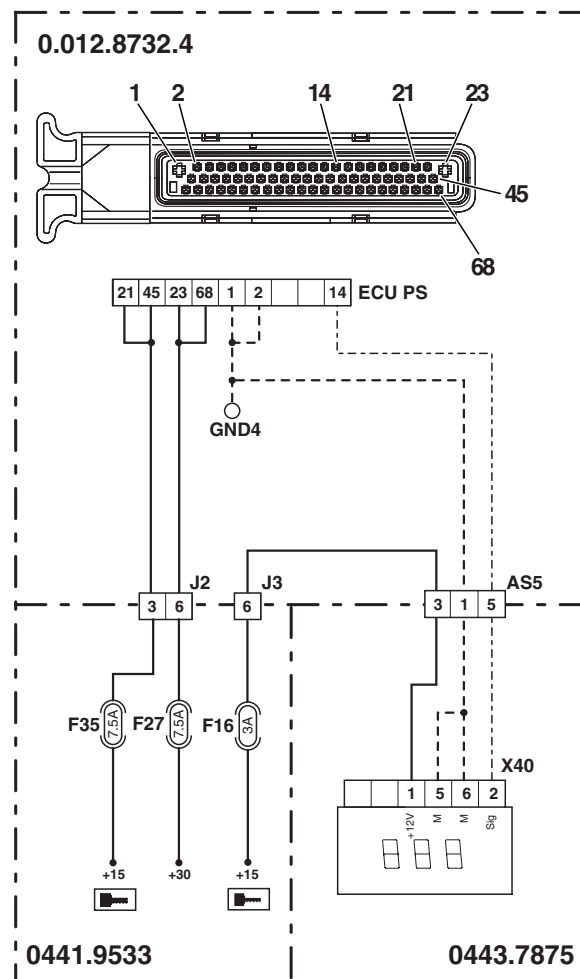 0.012.8732.4
1 2 14 21 23
45
68
21 45 23 68 1 2 14 ECU PS
GND4
J2 J3 AS5
3 6 6 3 1 5
F35 7.5A F27 7.5A F16 3A
X40
1 5 6 2
+12V M M Sig
+15 +30 +15
0441.9533 0443.7875